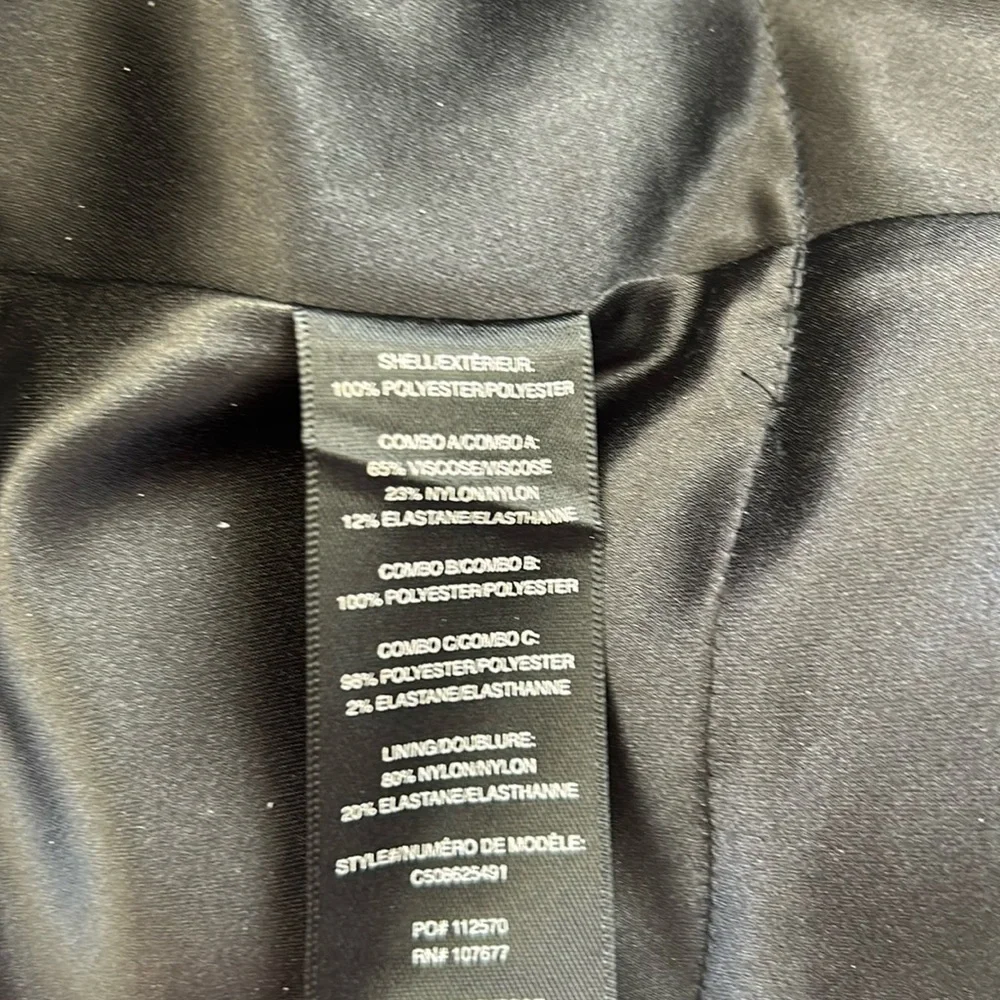 SHELL/EXTÉRIEUR:
100% POLYESTER/POLYESTER
COMBO A/COMBO A:
65% VISCOSE/VISCOSE
23% NYLON/NYLON
12% ELASTANE/ELASTHANNE
COMBO B/COMBO B:
100% POLYESTER/POLYESTER
COMBO C/COMBO C:
98% POLYESTER/POLYESTER
2% ELASTANE/ELASTHANNE
LINING/DOUBLURE:
80% NYLON/NYLON
20% ELASTANE/ELASTHANNE
STYLE#/NUMÉRO DE MODÈLE:
C508625491
PO# 112570
RN# 107677